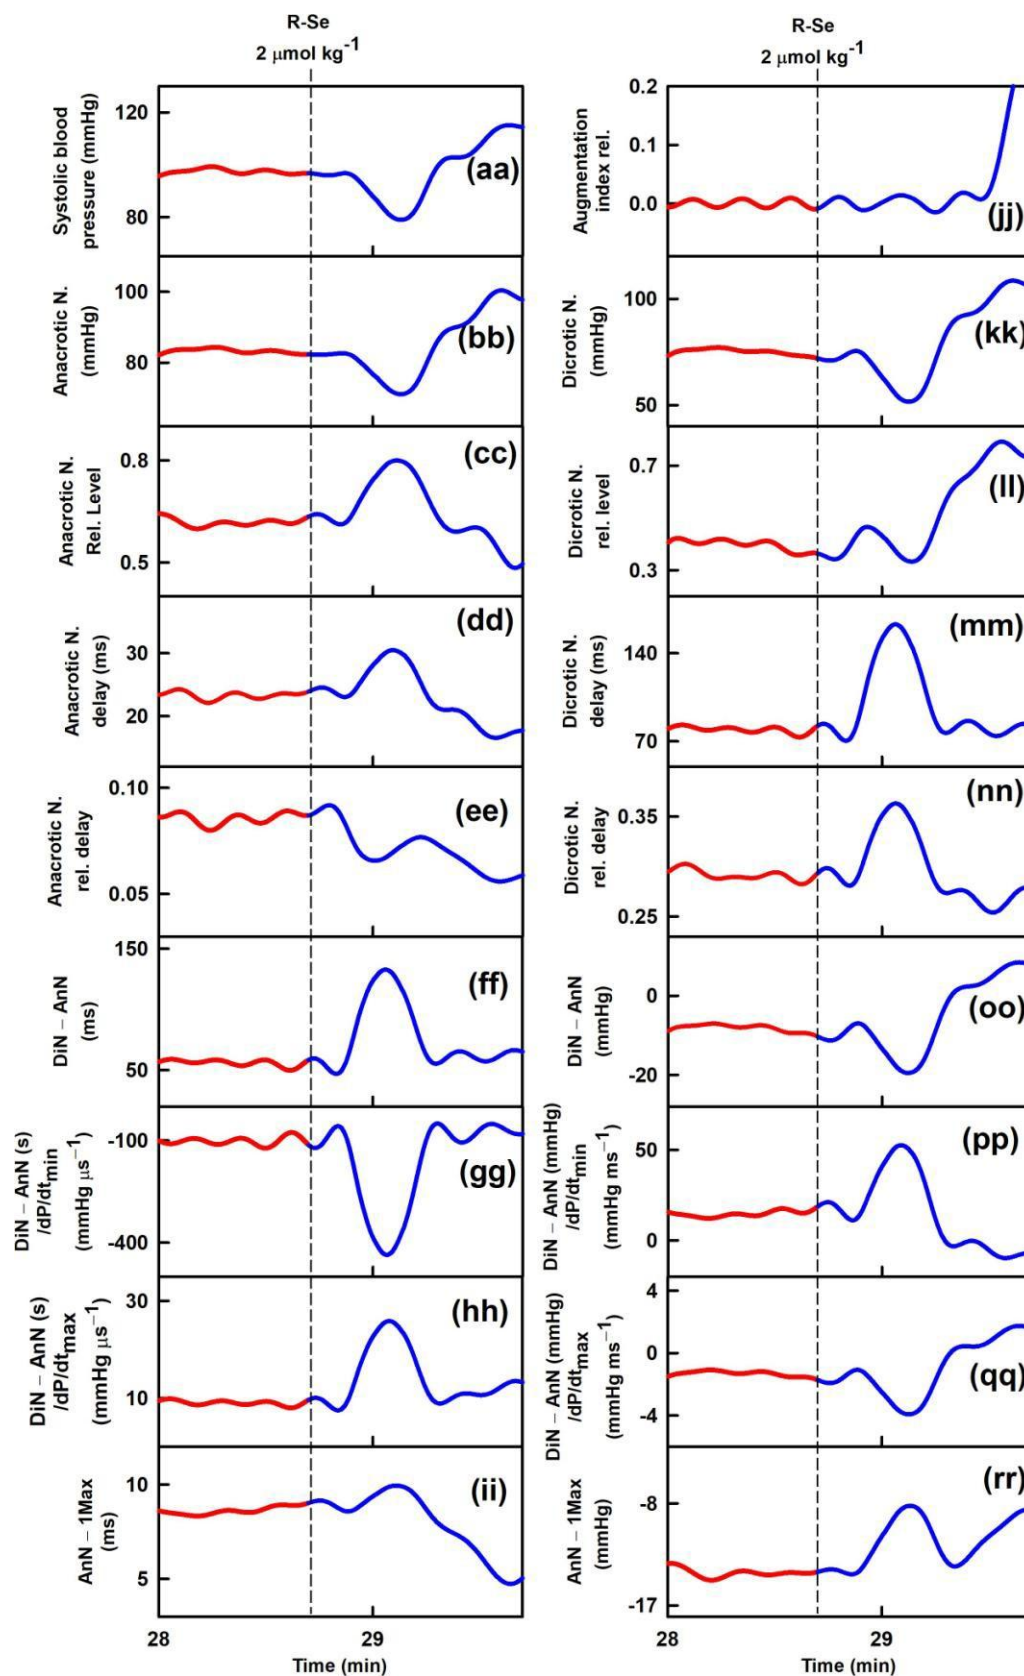 R-Se
2 μmol kg⁻¹
Systolic blood
pressure (mmHg)
120
80
(aa)
Anacrotic N.
(mmHg)
100
80
(bb)
Anacrotic N.
Rel. Level
0.8
0.5
(cc)
Anacrotic N.
delay (ms)
30
20
(dd)
Anacrotic N.
rel. delay
0.10
0.05
(ee)
DiN – AnN
(ms)
150
50
(ff)
DiN – AnN (s)
/dP/dtmin
(mmHg μs⁻¹)
-100
-400
(gg)
DiN – AnN (s)
/dP/dtmax
(mmHg μs⁻¹)
30
10
(hh)
AnN – 1Max
(ms)
10
5
(ii)
28
29
Time (min)
R-Se
2 μmol kg⁻¹
Augmentation
index rel.
0.2
0.1
0.0
(jj)
Dicrotic N.
(mmHg)
100
50
(kk)
Dicrotic N.
rel. level
0.7
0.3
(ll)
Dicrotic N.
delay (ms)
140
70
(mm)
Dicrotic N.
rel. delay
0.35
0.25
(nn)
DiN – AnN
(mmHg)
0
-20
(oo)
DiN – AnN (mmHg)
/dP/dtmin
(mmHg ms⁻¹)
50
0
(pp)
DiN – AnN (mmHg)
/dP/dtmax
(mmHg ms⁻¹)
4
0
-4
(qq)
AnN – 1Max
(mmHg)
-8
-17
(rr)
28
29
Time (min)